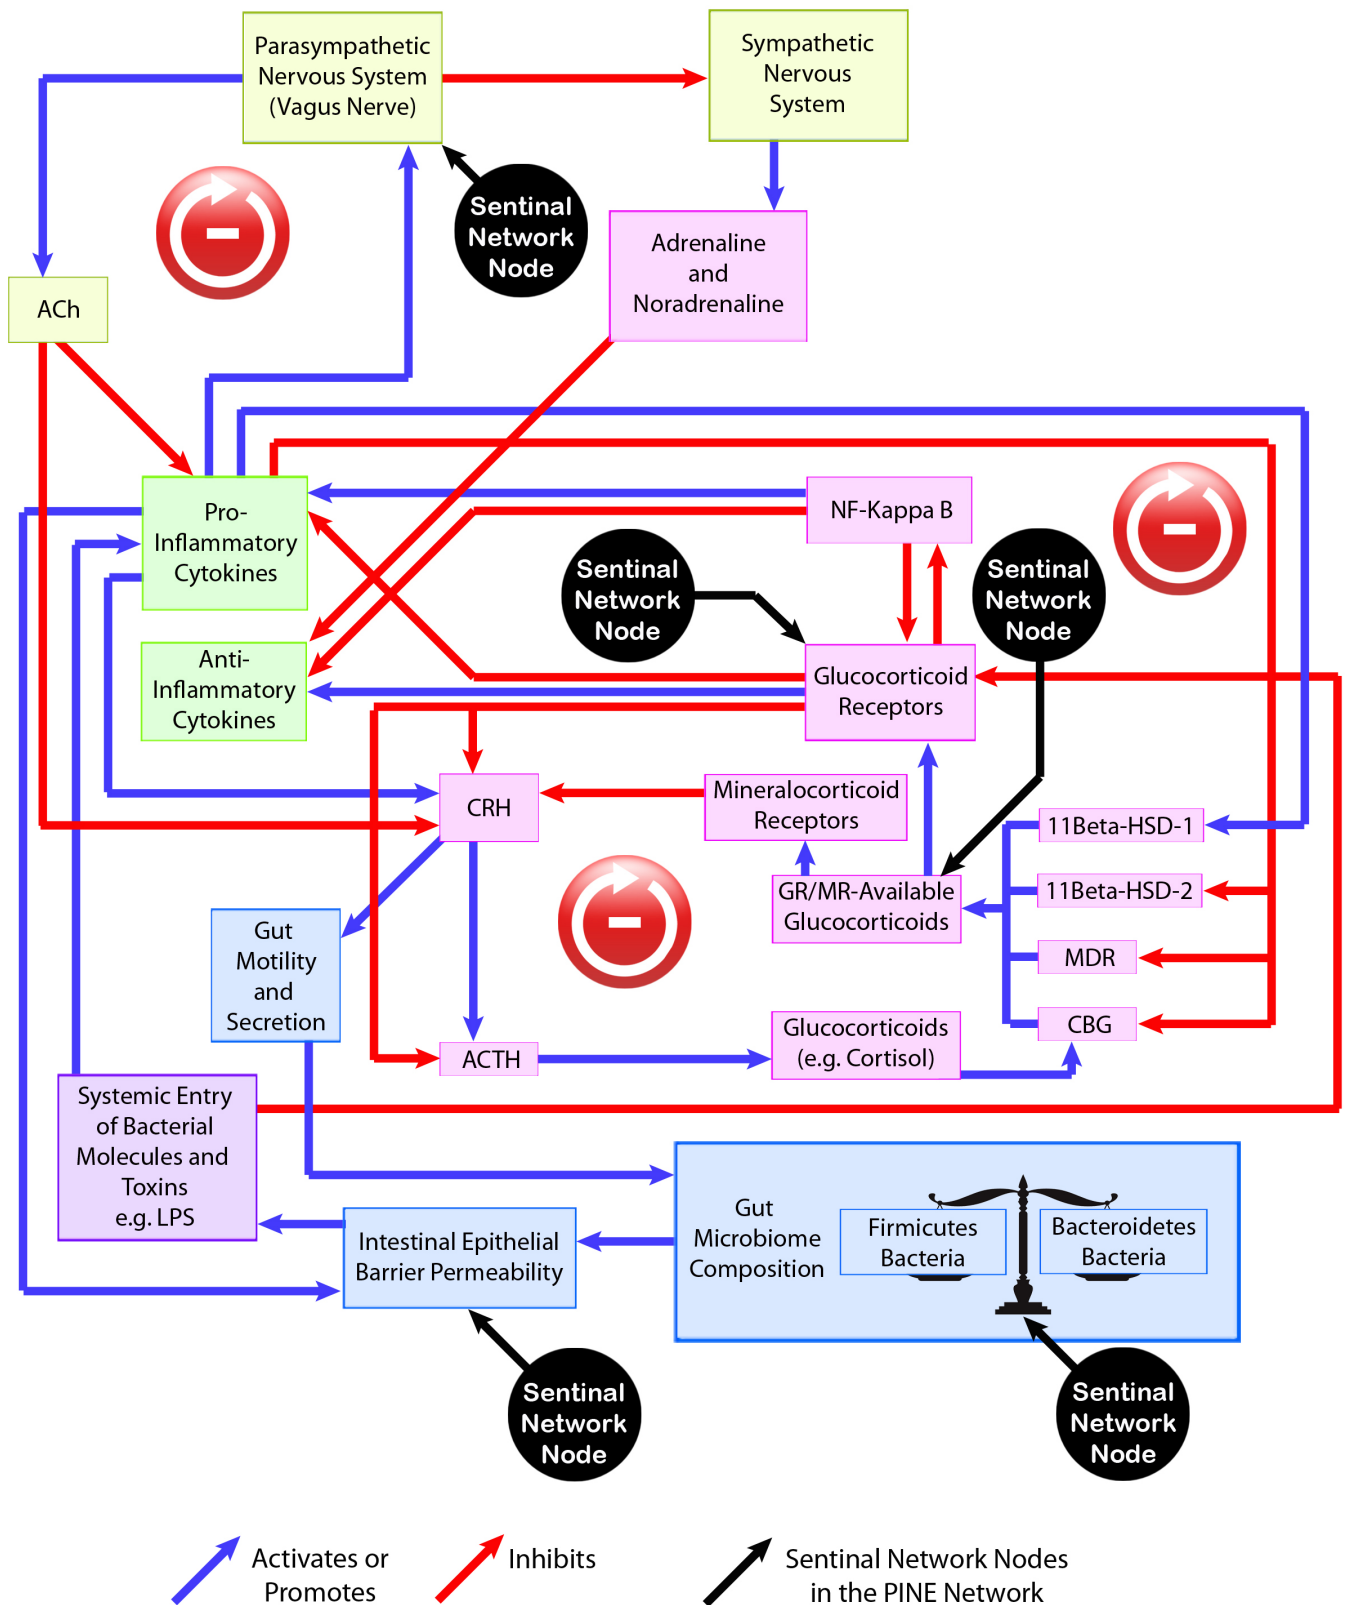 Parasympathetic
Nervous System
(Vagus Nerve)
Sympathetic
Nervous
System
Sentinal
Network
Node
Adrenaline
and
Noradrenaline
ACh
Pro-
Inflammatory
Cytokines
NF-Kappa B
Sentinal
Network
Node
Sentinal
Network
Node
Anti-
Inflammatory
Cytokines
Glucocorticoid
Receptors
CRH
Mineralocorticoid
Receptors
11Beta-HSD-1
GR/MR-Available
Glucocorticoids
11Beta-HSD-2
Gut
Motility
and
Secretion
MDR
ACTH
Glucocorticoids
(e.g. Cortisol)
CBG
Systemic Entry
of Bacterial
Molecules and
Toxins
e.g. LPS
Intestinal Epithelial
Barrier Permeability
Gut
Microbiome
Composition
Firmicutes
Bacteria
Bacteroidetes
Bacteria
Sentinal
Network
Node
Sentinal
Network
Node
Activates or
Promotes
Inhibits
Sentinal Network Nodes
in the PINE Network